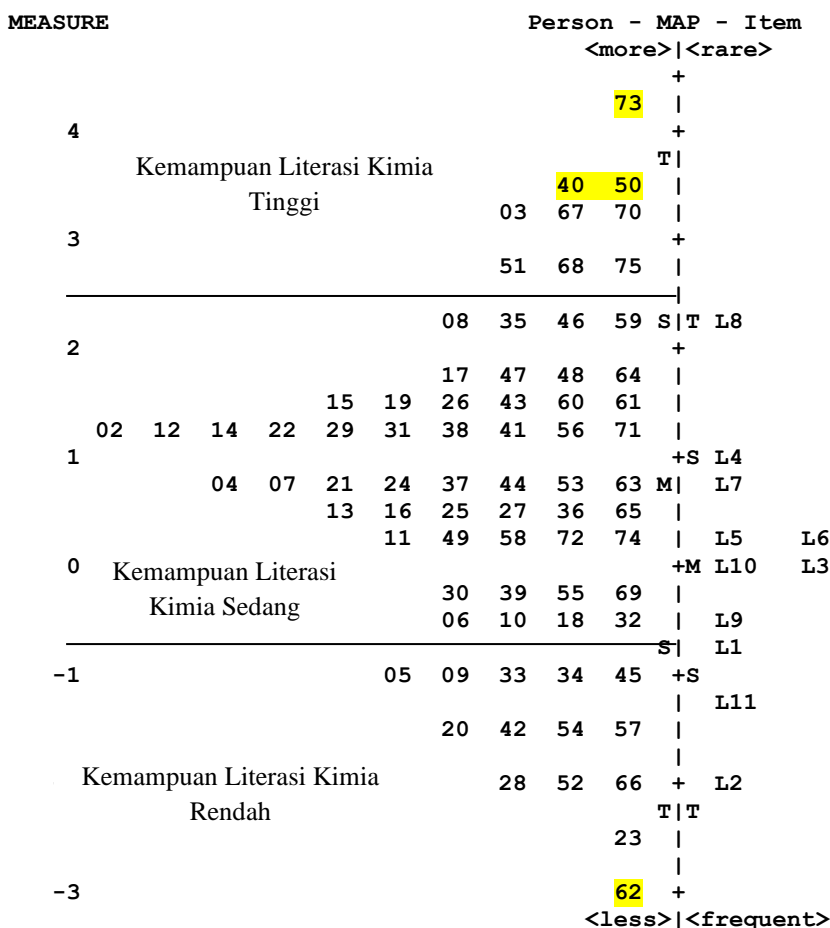 MEASURE Person - MAP - Item
<more>|<rare>
+
73 |
4 +
T|
Kemampuan Literasi Kimia
40 50 |
Tinggi
03 67 70 |
3 +
51 68 75 |
|
08 35 46 59 S|T L8
2 +
17 47 48 64 |
15 19 26 43 60 61 |
02 12 14 22 29 31 38 41 56 71 |
1 +S L4
04 07 21 24 37 44 53 63 M| L7
13 16 25 27 36 65 |
11 49 58 72 74 | L5 L6
0 +M L10 L3
Kemampuan Literasi
30 39 55 69 |
Kimia Sedang
06 10 18 32 | L9
S| L1
-1 05 09 33 34 45 +S
| L11
20 42 54 57 |
|
Kemampuan Literasi Kimia
28 52 66 + L2
Rendah
T|T
23 |
|
-3 62 +
<less>|<frequent>